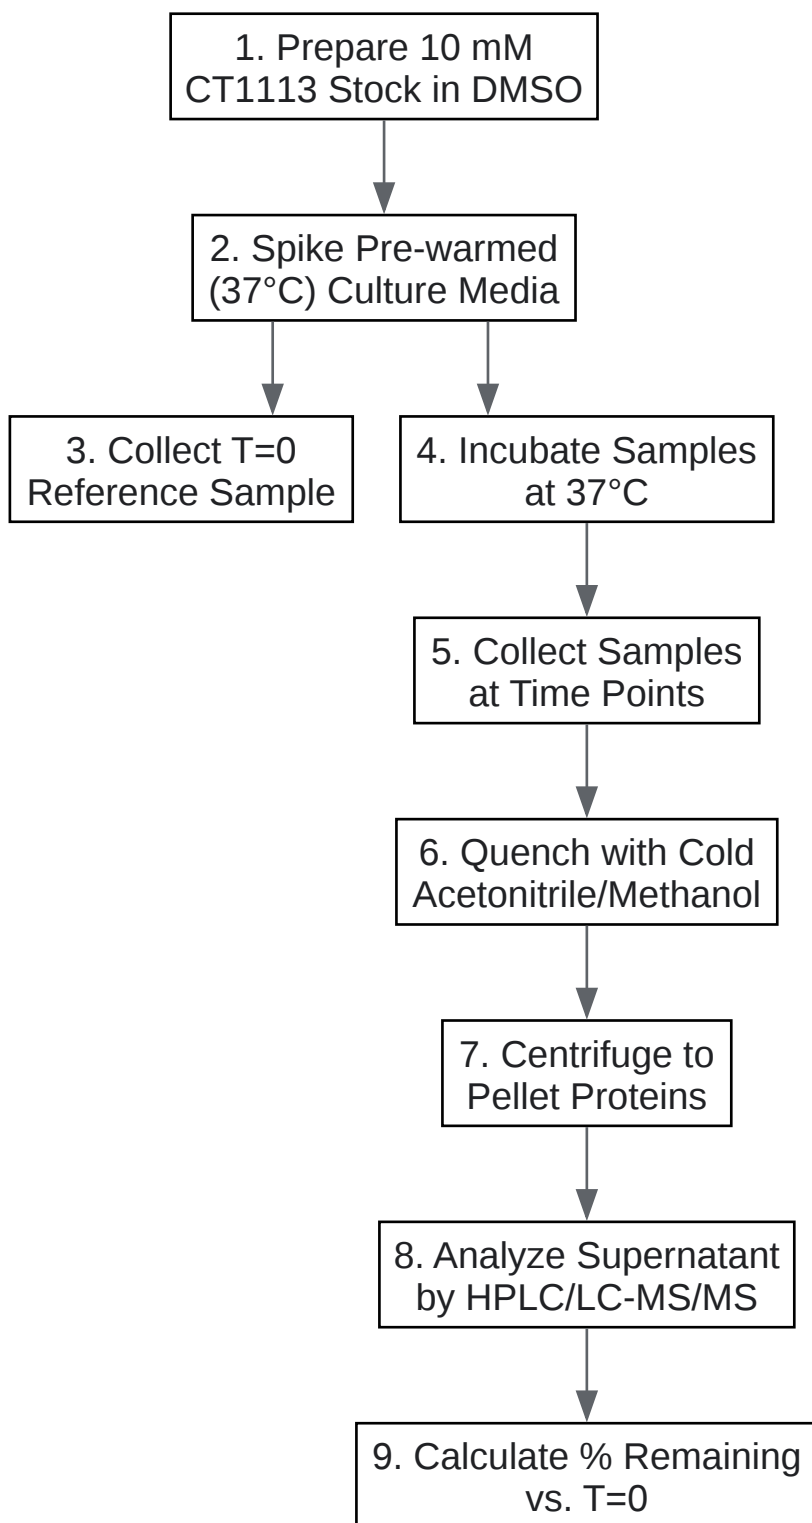 1. Prepare 10 mM
CT1113 Stock in DMSO
2. Spike Pre-warmed
(37°C) Culture Media
3. Collect T=0
Reference Sample
4. Incubate Samples
at 37°C
5. Collect Samples
at Time Points
6. Quench with Cold
Acetonitrile/Methanol
7. Centrifuge to
Pellet Proteins
8. Analyze Supernatant
by HPLC/LC-MS/MS
9. Calculate % Remaining
vs. T=0